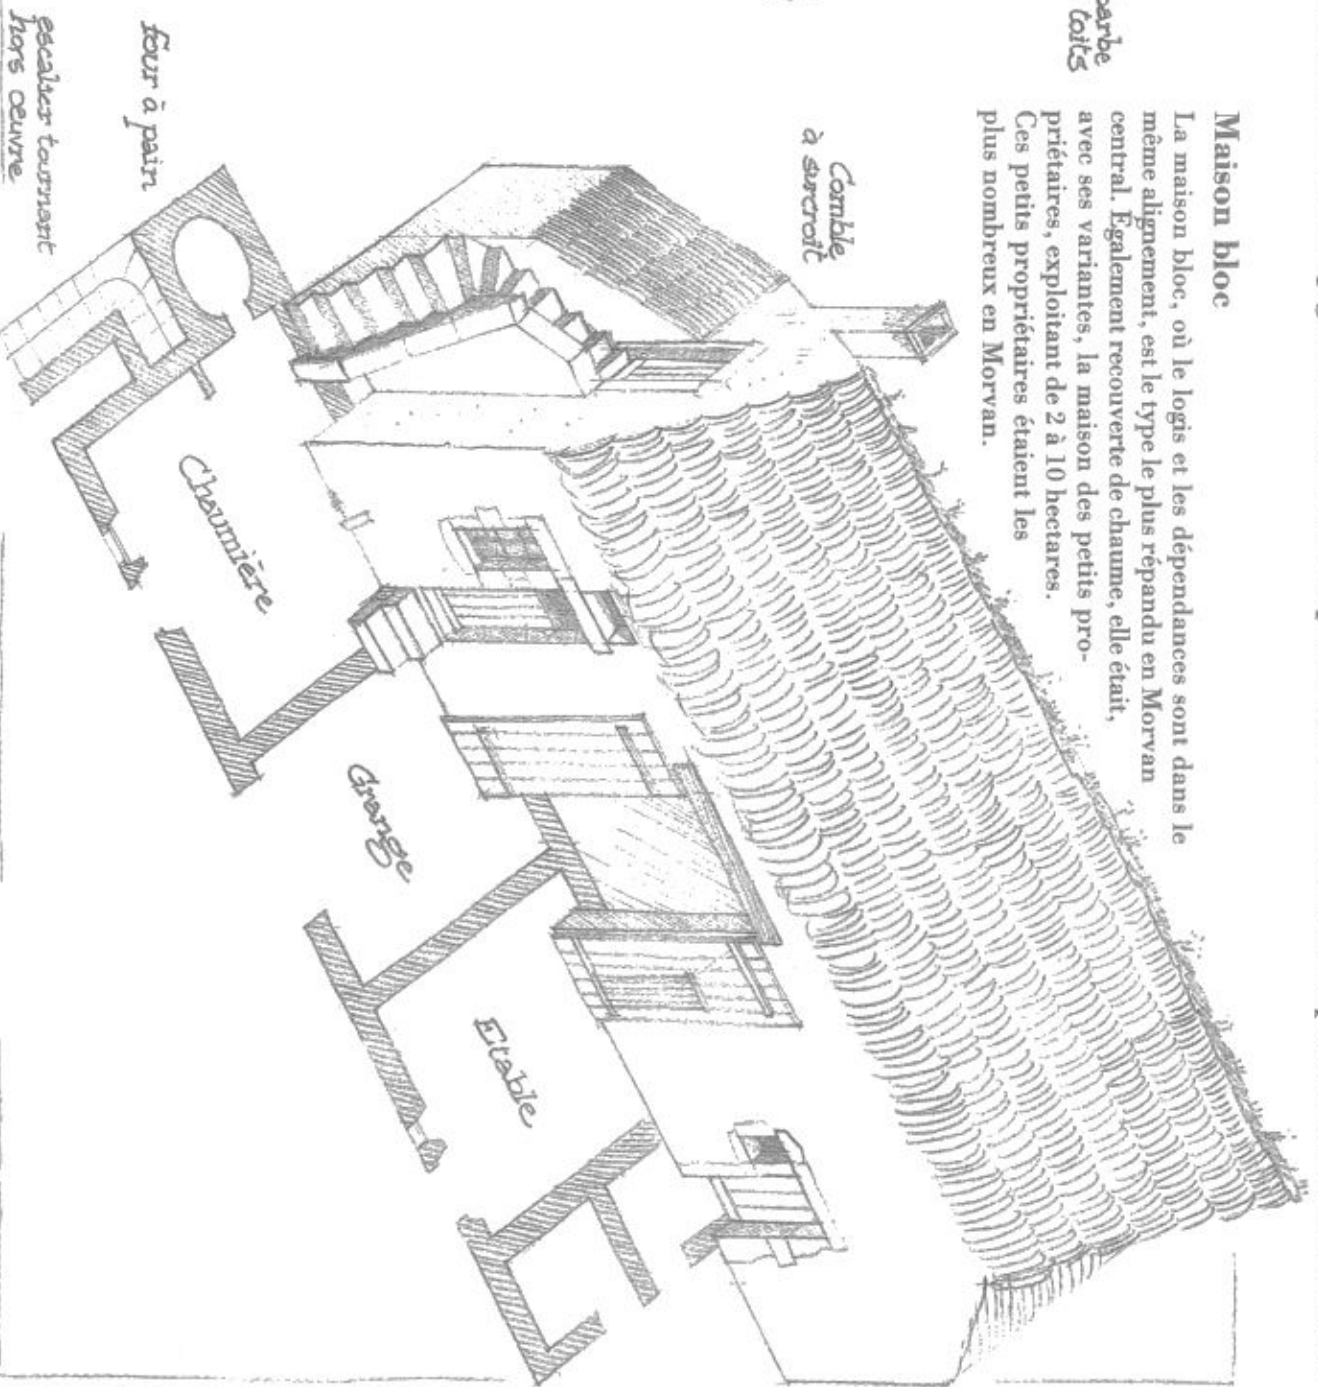 Maison bloc
La maison bloc, où le logis et les dépendances sont dans le
même alignement, est le type le plus répandu en Morvan
central. Également recouverte de chaume, elle était,
avec ses variantes, la maison des petits pro-
priétaires, exploitant de 2 à 10 hectares.
Ces petits propriétaires étaient les
plus nombreux en Morvan.
toits
Comble
à surcroît
four à pain
escalier tournant
hors œuvre
Chaumière
Grange
Etable